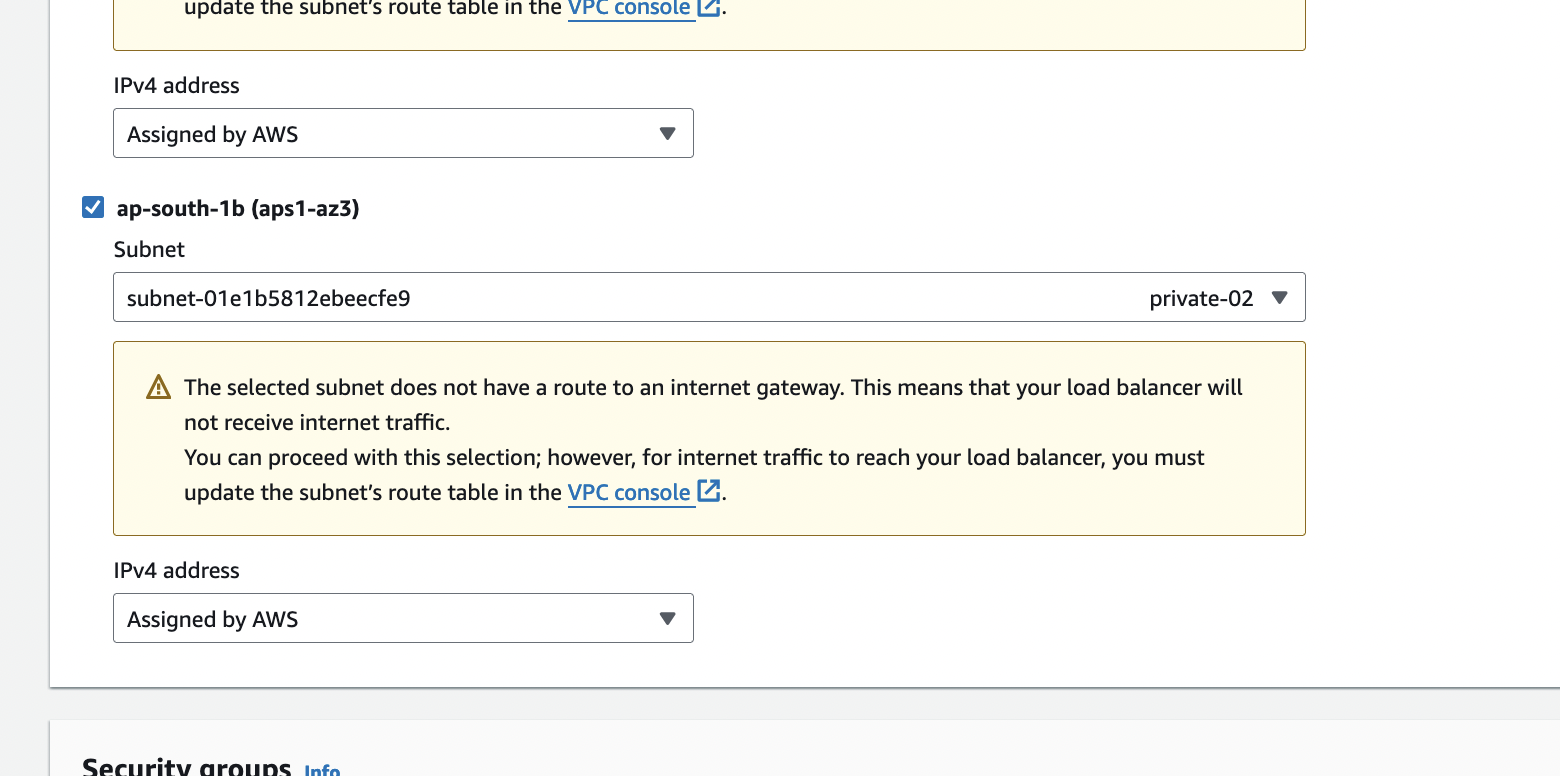 update the subnet's route table in the VPC console.
IPv4 address
Assigned by AWS
ap-south-1b (aps1-az3)
Subnet
subnet-01e1b5812ebeecfe9 private-02
The selected subnet does not have a route to an internet gateway. This means that your load balancer will
not receive internet traffic.
You can proceed with this selection; however, for internet traffic to reach your load balancer, you must
update the subnet's route table in the VPC console.
IPv4 address
Assigned by AWS
Security groups Info